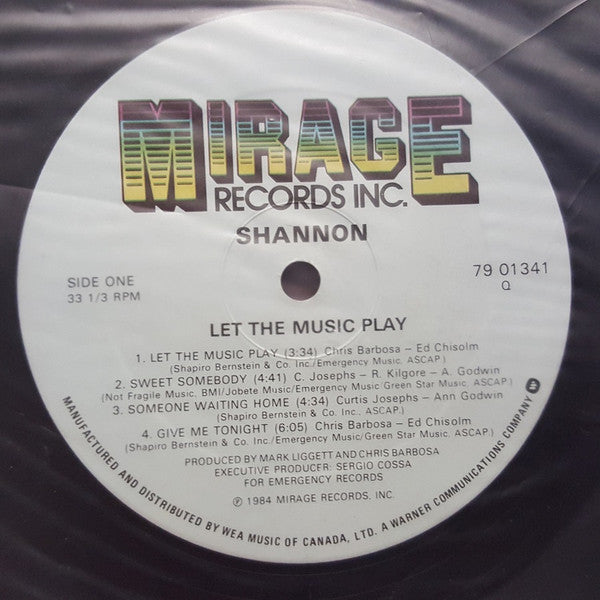 MIRAGE
RECORDS INC.
SHANNON
SIDE ONE
33 1/3 RPM
79 01341
Q
LET THE MUSIC PLAY
1. LET THE MUSIC PLAY (3:34) Chris Barbosa – Ed Chisolm
(Shapiro Bernstein & Co. Inc./Emergency Music, ASCAP.)
2. SWEET SOMEBODY (4:41) C. Josephs – R. Kilgore – A. Godwin
(Not Fragile Music, BMI/Jobete Music/Emergency Music/Green Star Music, ASCAP.)
3. SOMEONE WAITING HOME (4:34) Curtis Josephs – Ann Godwin
(Shapiro Bernstein & Co. Inc., ASCAP.)
4. GIVE ME TONIGHT (6:05) Chris Barbosa – Ed Chisolm
(Shapiro Bernstein & Co. Inc./Emergency Music/Green Star Music, ASCAP.)
PRODUCED BY MARK LIGGETT AND CHRIS BARBOSA
EXECUTIVE PRODUCER: SERGIO COSSA
FOR EMERGENCY RECORDS
℗ 1984 MIRAGE RECORDS, INC.
MANUFACTURED AND DISTRIBUTED BY WEA MUSIC OF CANADA, LTD. A WARNER COMMUNICATIONS COMPANY